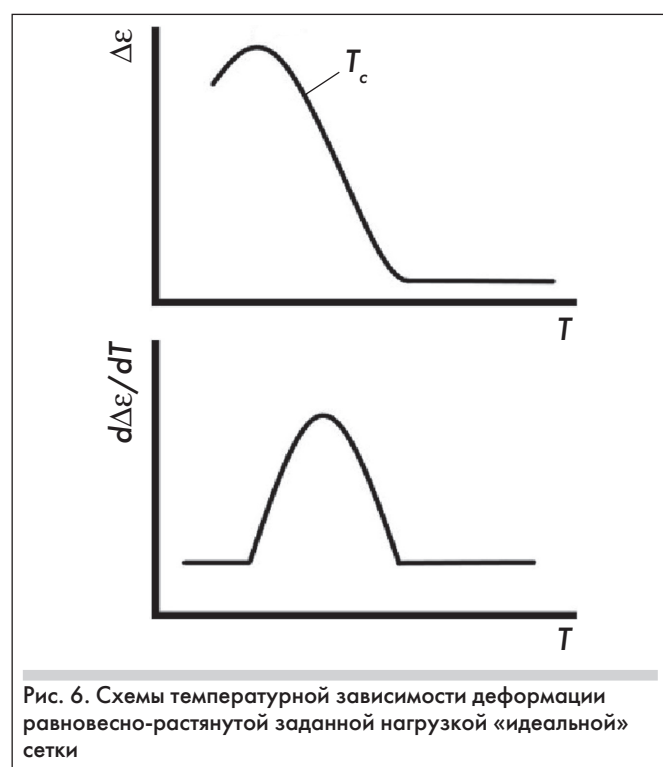 Δε
T_c
T
dΔε/dT
T
Рис. 6. Схемы температурной зависимости деформации
равновесно-растянутой заданной нагрузкой «идеальной»
сетки